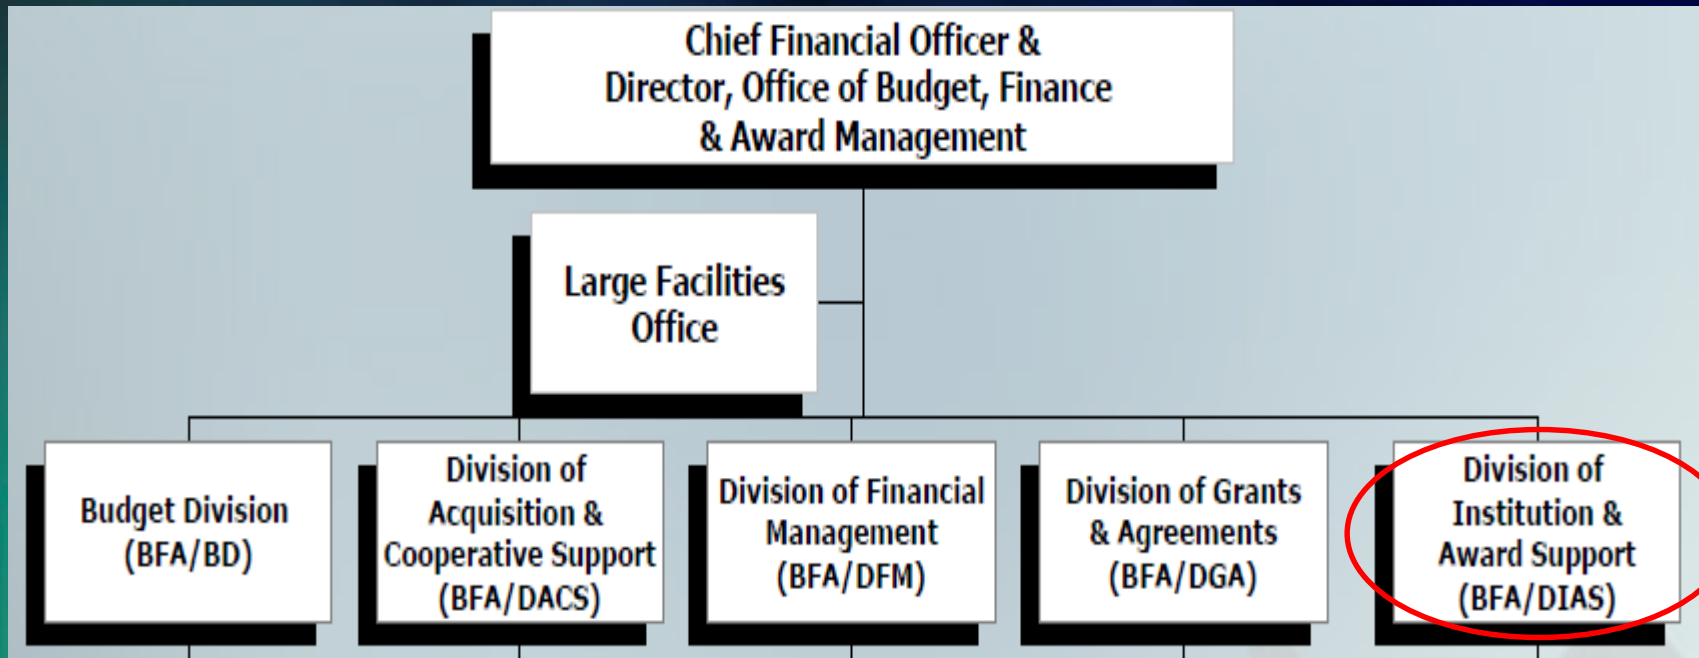 Chief Financial Officer &
Director, Office of Budget, Finance
& Award Management
Large Facilities
Office
Budget Division
(BFA/BD)
Division of
Acquisition &
Cooperative Support
(BFA/DACS)
Division of Financial
Management
(BFA/DFM)
Division of Grants
& Agreements
(BFA/DGA)
Division of
Institution &
Award Support
(BFA/DIAS)